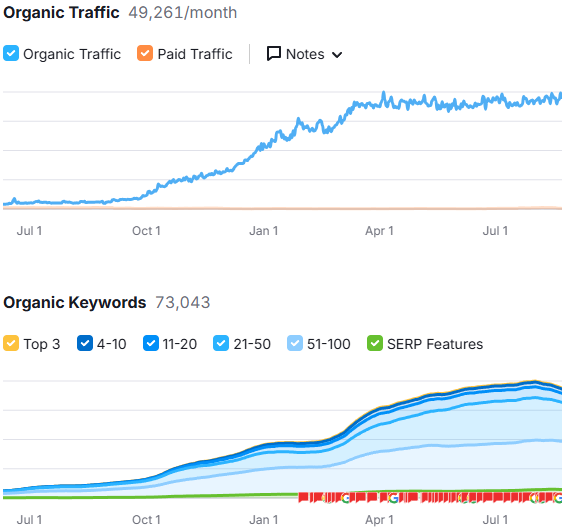 Organic Traffic 49,261/month
Organic Traffic Paid Traffic Notes
Jul 1 Oct 1 Jan 1 Apr 1 Jul 1
Organic Keywords 73,043
Top 3 4-10 11-20 21-50 51-100 SERP Features
G G G G
Jul 1 Oct 1 Jan 1 Apr 1 Jul 1